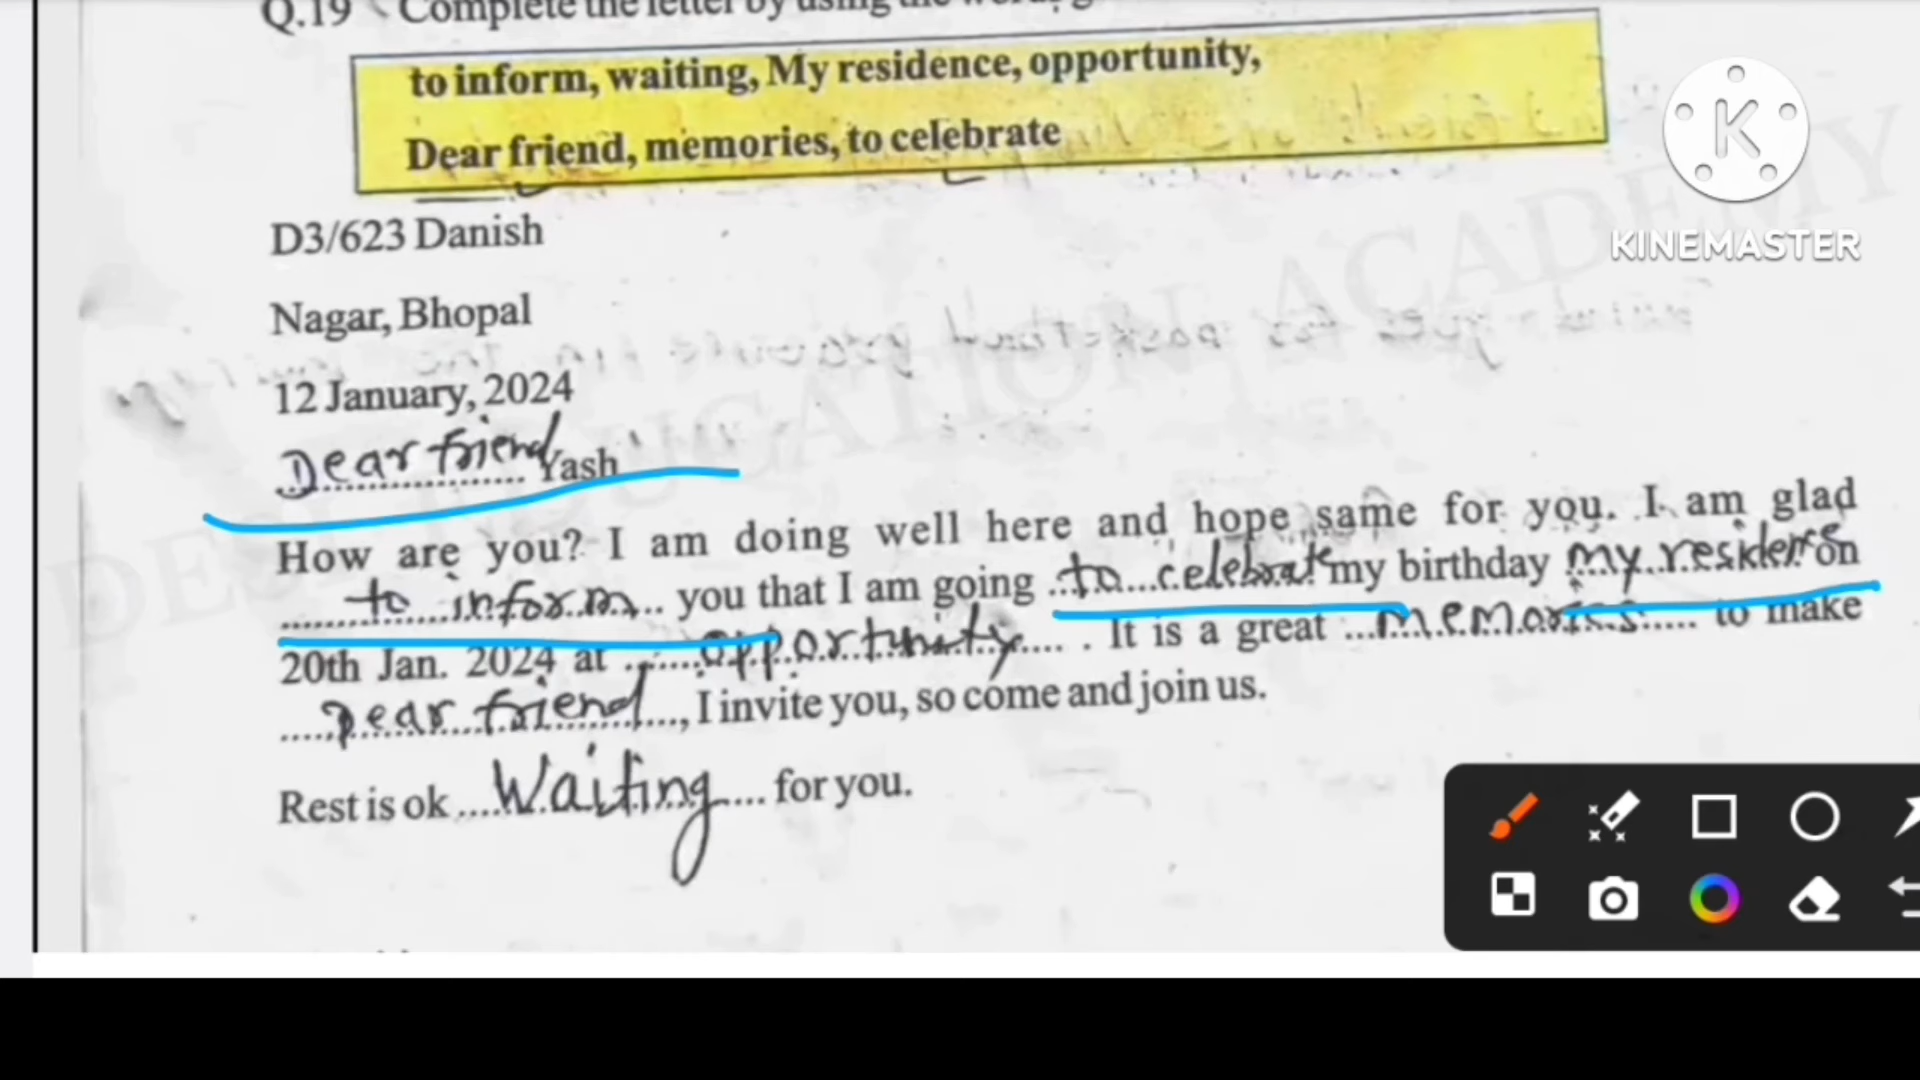 Q.19 Complete the letter by using the words
to inform, waiting, My residence, opportunity,
Dear friend, memories, to celebrate
KINEMASTER
D3/623 Danish
Nagar, Bhopal
12 January, 2024
Dear friend Yash
How are you? I am doing well here and hope same for you. I am glad
to inform you that I am going to celebrate my birthday my residens on
20th Jan. 2024 at opportunity. It is a great memories to make
Dear friend, I invite you, so come and join us.
Rest is ok Waiting for you.
DESI EDUCATION ACADEMY